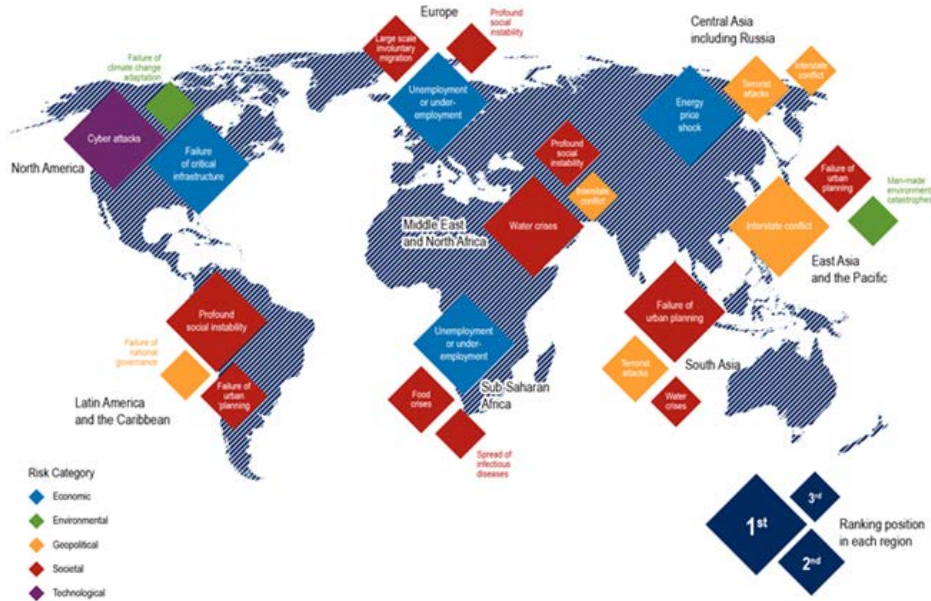 Europe
Large scale
involuntary
migration
Profound
social
instability
Unemployment
or under-
employment
Central Asia
including Russia
Energy
price
shock
Terrorist
attacks
Interstate
conflict
Failure of
climate change
adaptation
Cyber attacks
Failure
of critical
infrastructure
North America
Profound
social
instability
Interstate
conflict
Water crises
Middle East
and North Africa
Failure of
urban
planning
Man-made
environment
catastrophes
Interstate conflict
East Asia
and the Pacific
Profound
social instability
Failure of
national
governance
Failure of
urban
planning
Latin America
and the Caribbean
Unemployment
or under-
employment
Food
crises
Spread of
infectious
diseases
Sub-Saharan
Africa
Failure of
urban planning
Terrorist
attacks
Water
crises
South Asia
Risk Category
Economic
Environmental
Geopolitical
Societal
Technological
1st
3rd
2nd
Ranking position
in each region